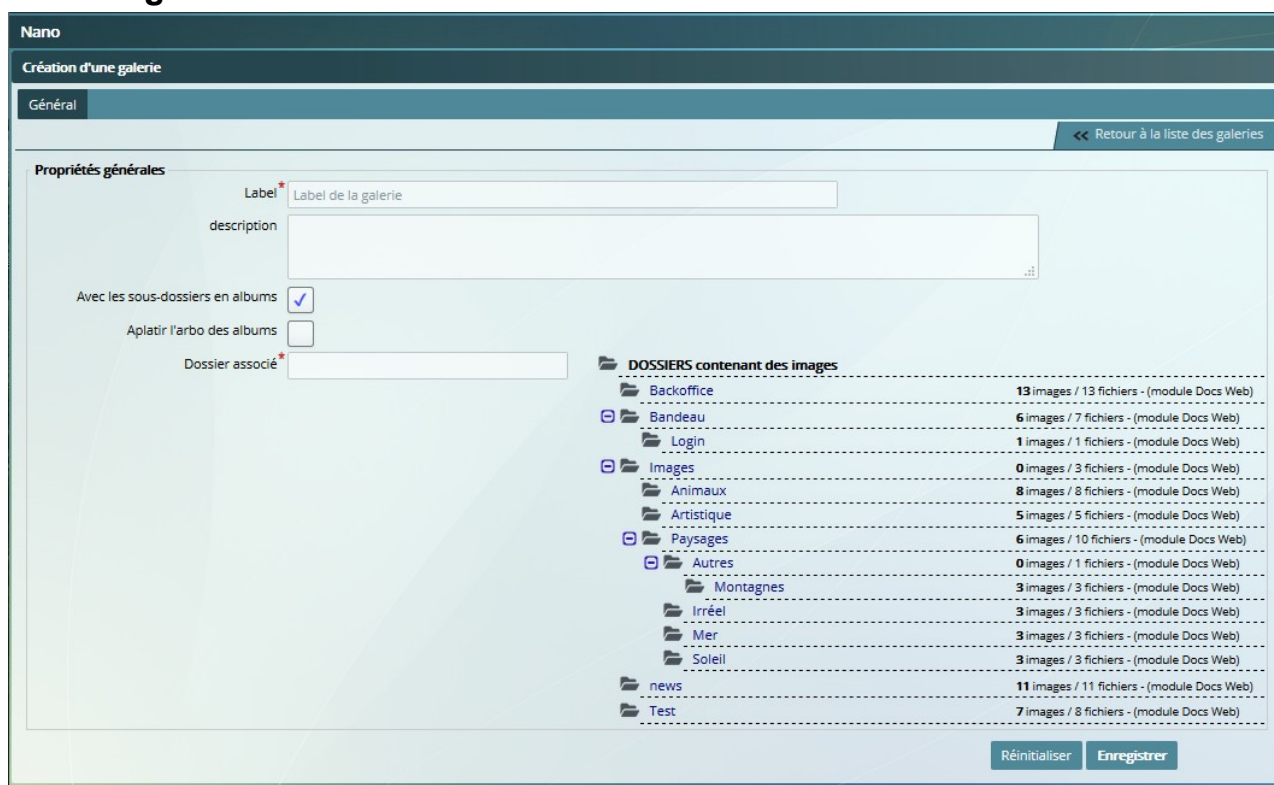 Nano
Création d'une galerie
Général
<< Retour à la liste des galeries
Propriétés générales
Label*
Label de la galerie
description
Avec les sous-dossiers en albums
Aplatir l'arbo des albums
Dossier associé*
DOSSIERS contenant des images
Backoffice 13 images / 13 fichiers - (module Docs Web)
Bandeau 6 images / 7 fichiers - (module Docs Web)
Login 1 images / 1 fichiers - (module Docs Web)
Images 0 images / 3 fichiers - (module Docs Web)
Animaux 8 images / 8 fichiers - (module Docs Web)
Artistique 5 images / 5 fichiers - (module Docs Web)
Paysages 6 images / 10 fichiers - (module Docs Web)
Autres 0 images / 1 fichiers - (module Docs Web)
Montagnes 3 images / 3 fichiers - (module Docs Web)
Irréel 3 images / 3 fichiers - (module Docs Web)
Mer 3 images / 3 fichiers - (module Docs Web)
Soleil 3 images / 3 fichiers - (module Docs Web)
news 11 images / 11 fichiers - (module Docs Web)
Test 7 images / 8 fichiers - (module Docs Web)
Réinitialiser Enregistrer